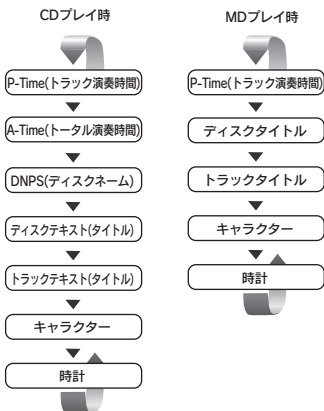 CDプレイ時
P-Time(トラック演奏時間)
A-Time(トータル演奏時間)
DNPS(ディスクネーム)
ディスクテキスト(タイトル)
トラックテキスト(タイトル)
キャラクター
時計
MDプレイ時
P-Time(トラック演奏時間)
ディスクタイトル
トラックタイトル
キャラクター
時計